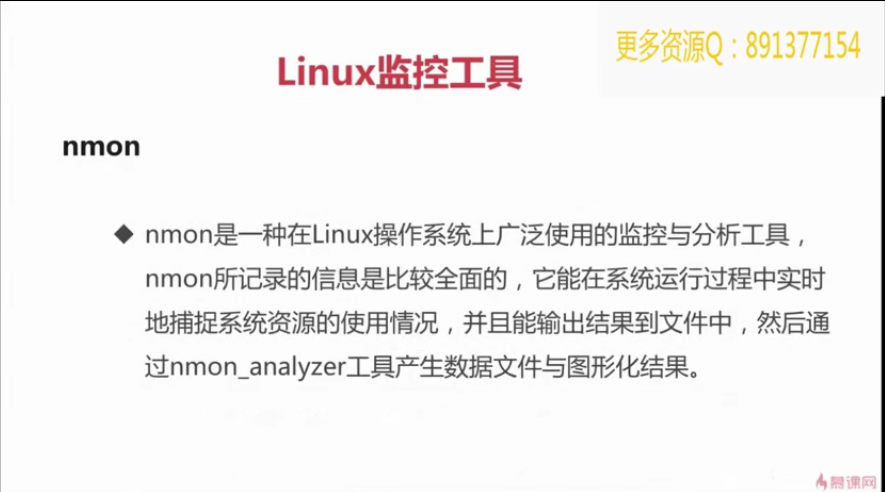 更多资源Q：891377154
Linux监控工具
nmon
◆ nmon是一种在Linux操作系统上广泛使用的监控与分析工具，
nmon所记录的信息是比较全面的，它能在系统运行过程中实时
地捕捉系统资源的使用情况，并且能输出结果到文件中，然后通
过nmon_analyzer工具产生数据文件与图形化结果。
慕课网